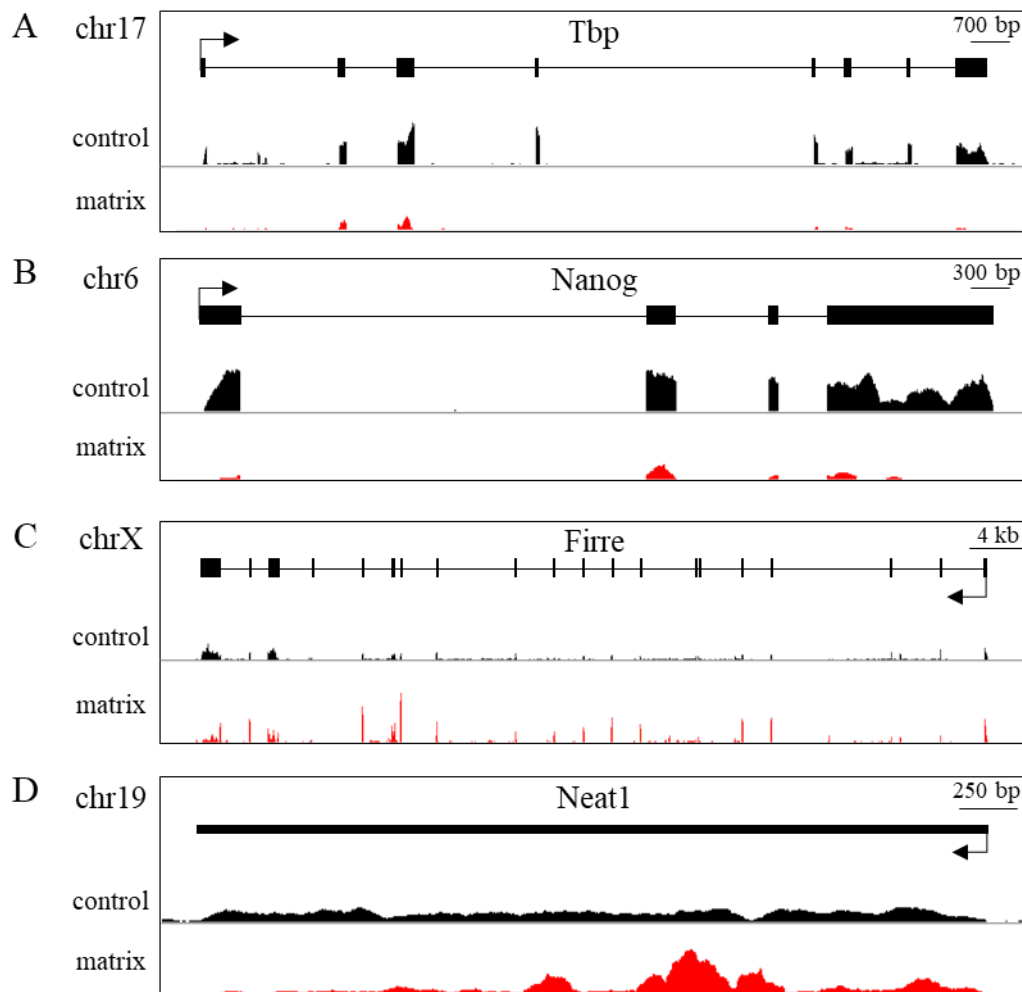 A chr17 Tbp 700 bp
control
matrix
B chr6 Nanog 300 bp
control
matrix
C chrX Firre 4 kb
control
matrix
D chr19 Neat1 250 bp
control
matrix